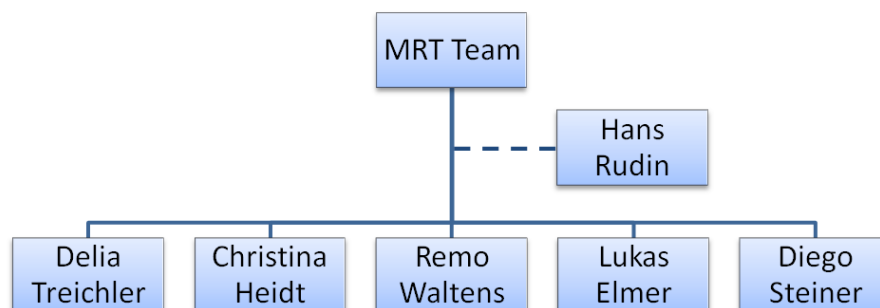 MRT Team
Hans
Rudin
Delia
Treichler
Christina
Heidt
Remo
Waltens
Lukas
Elmer
Diego
Steiner